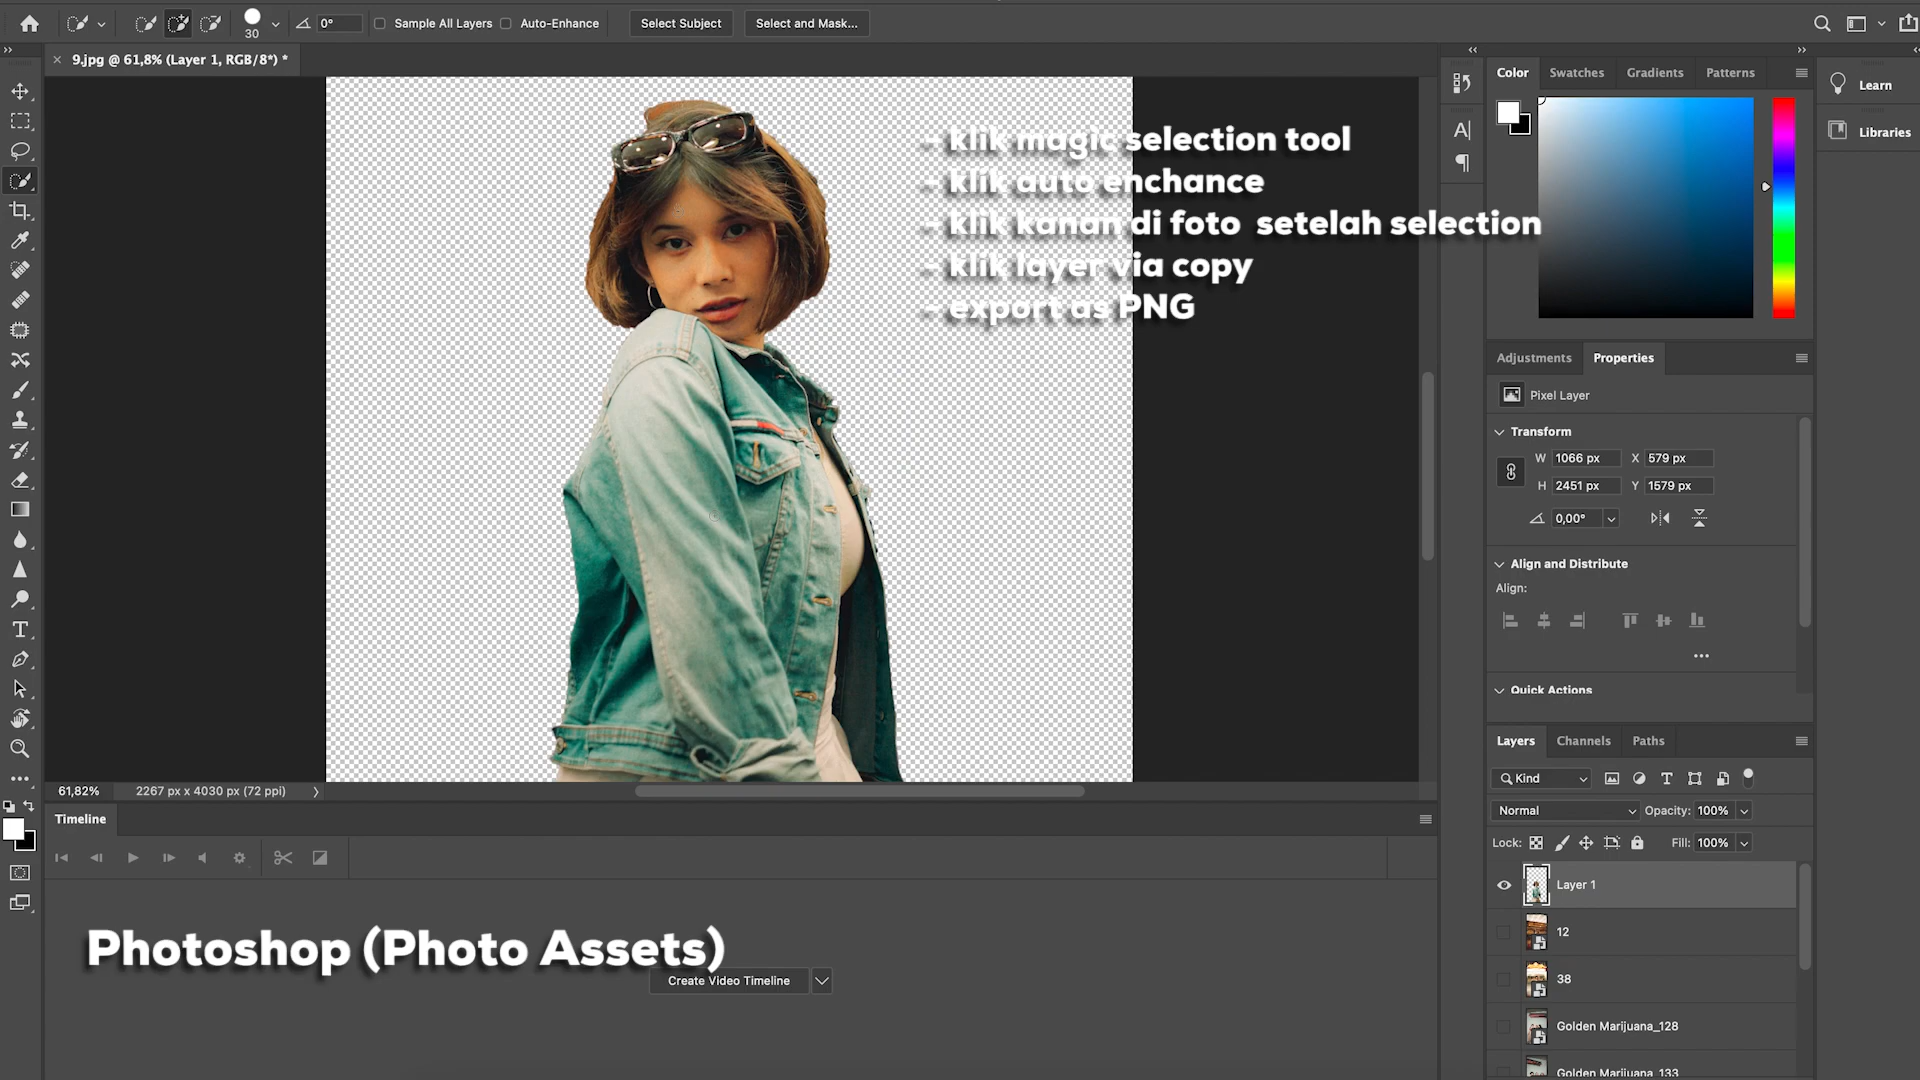 30
0°
Sample All Layers
Auto-Enhance
Select Subject
Select and Mask...
9.jpg @ 61,8% (Layer 1, RGB/8*) *
- klik magic selection tool
- klik auto enchance
- klik kanan di foto  setelah selection
- klik layer via copy
- export as PNG
61,82%
2267 px x 4030 px (72 ppi)
Timeline
Photoshop (Photo Assets)
Create Video Timeline
Color
Swatches
Gradients
Patterns
Learn
Libraries
Adjustments
Properties
Pixel Layer
Transform
W 1066 px X 579 px
H 2451 px Y 1579 px
0,00°
Align and Distribute
Align:
Quick Actions
Layers
Channels
Paths
Kind
Normal
Opacity: 100%
Lock:
Fill: 100%
Layer 1
12
38
Golden Marijuana_128
Golden Marijuana_133